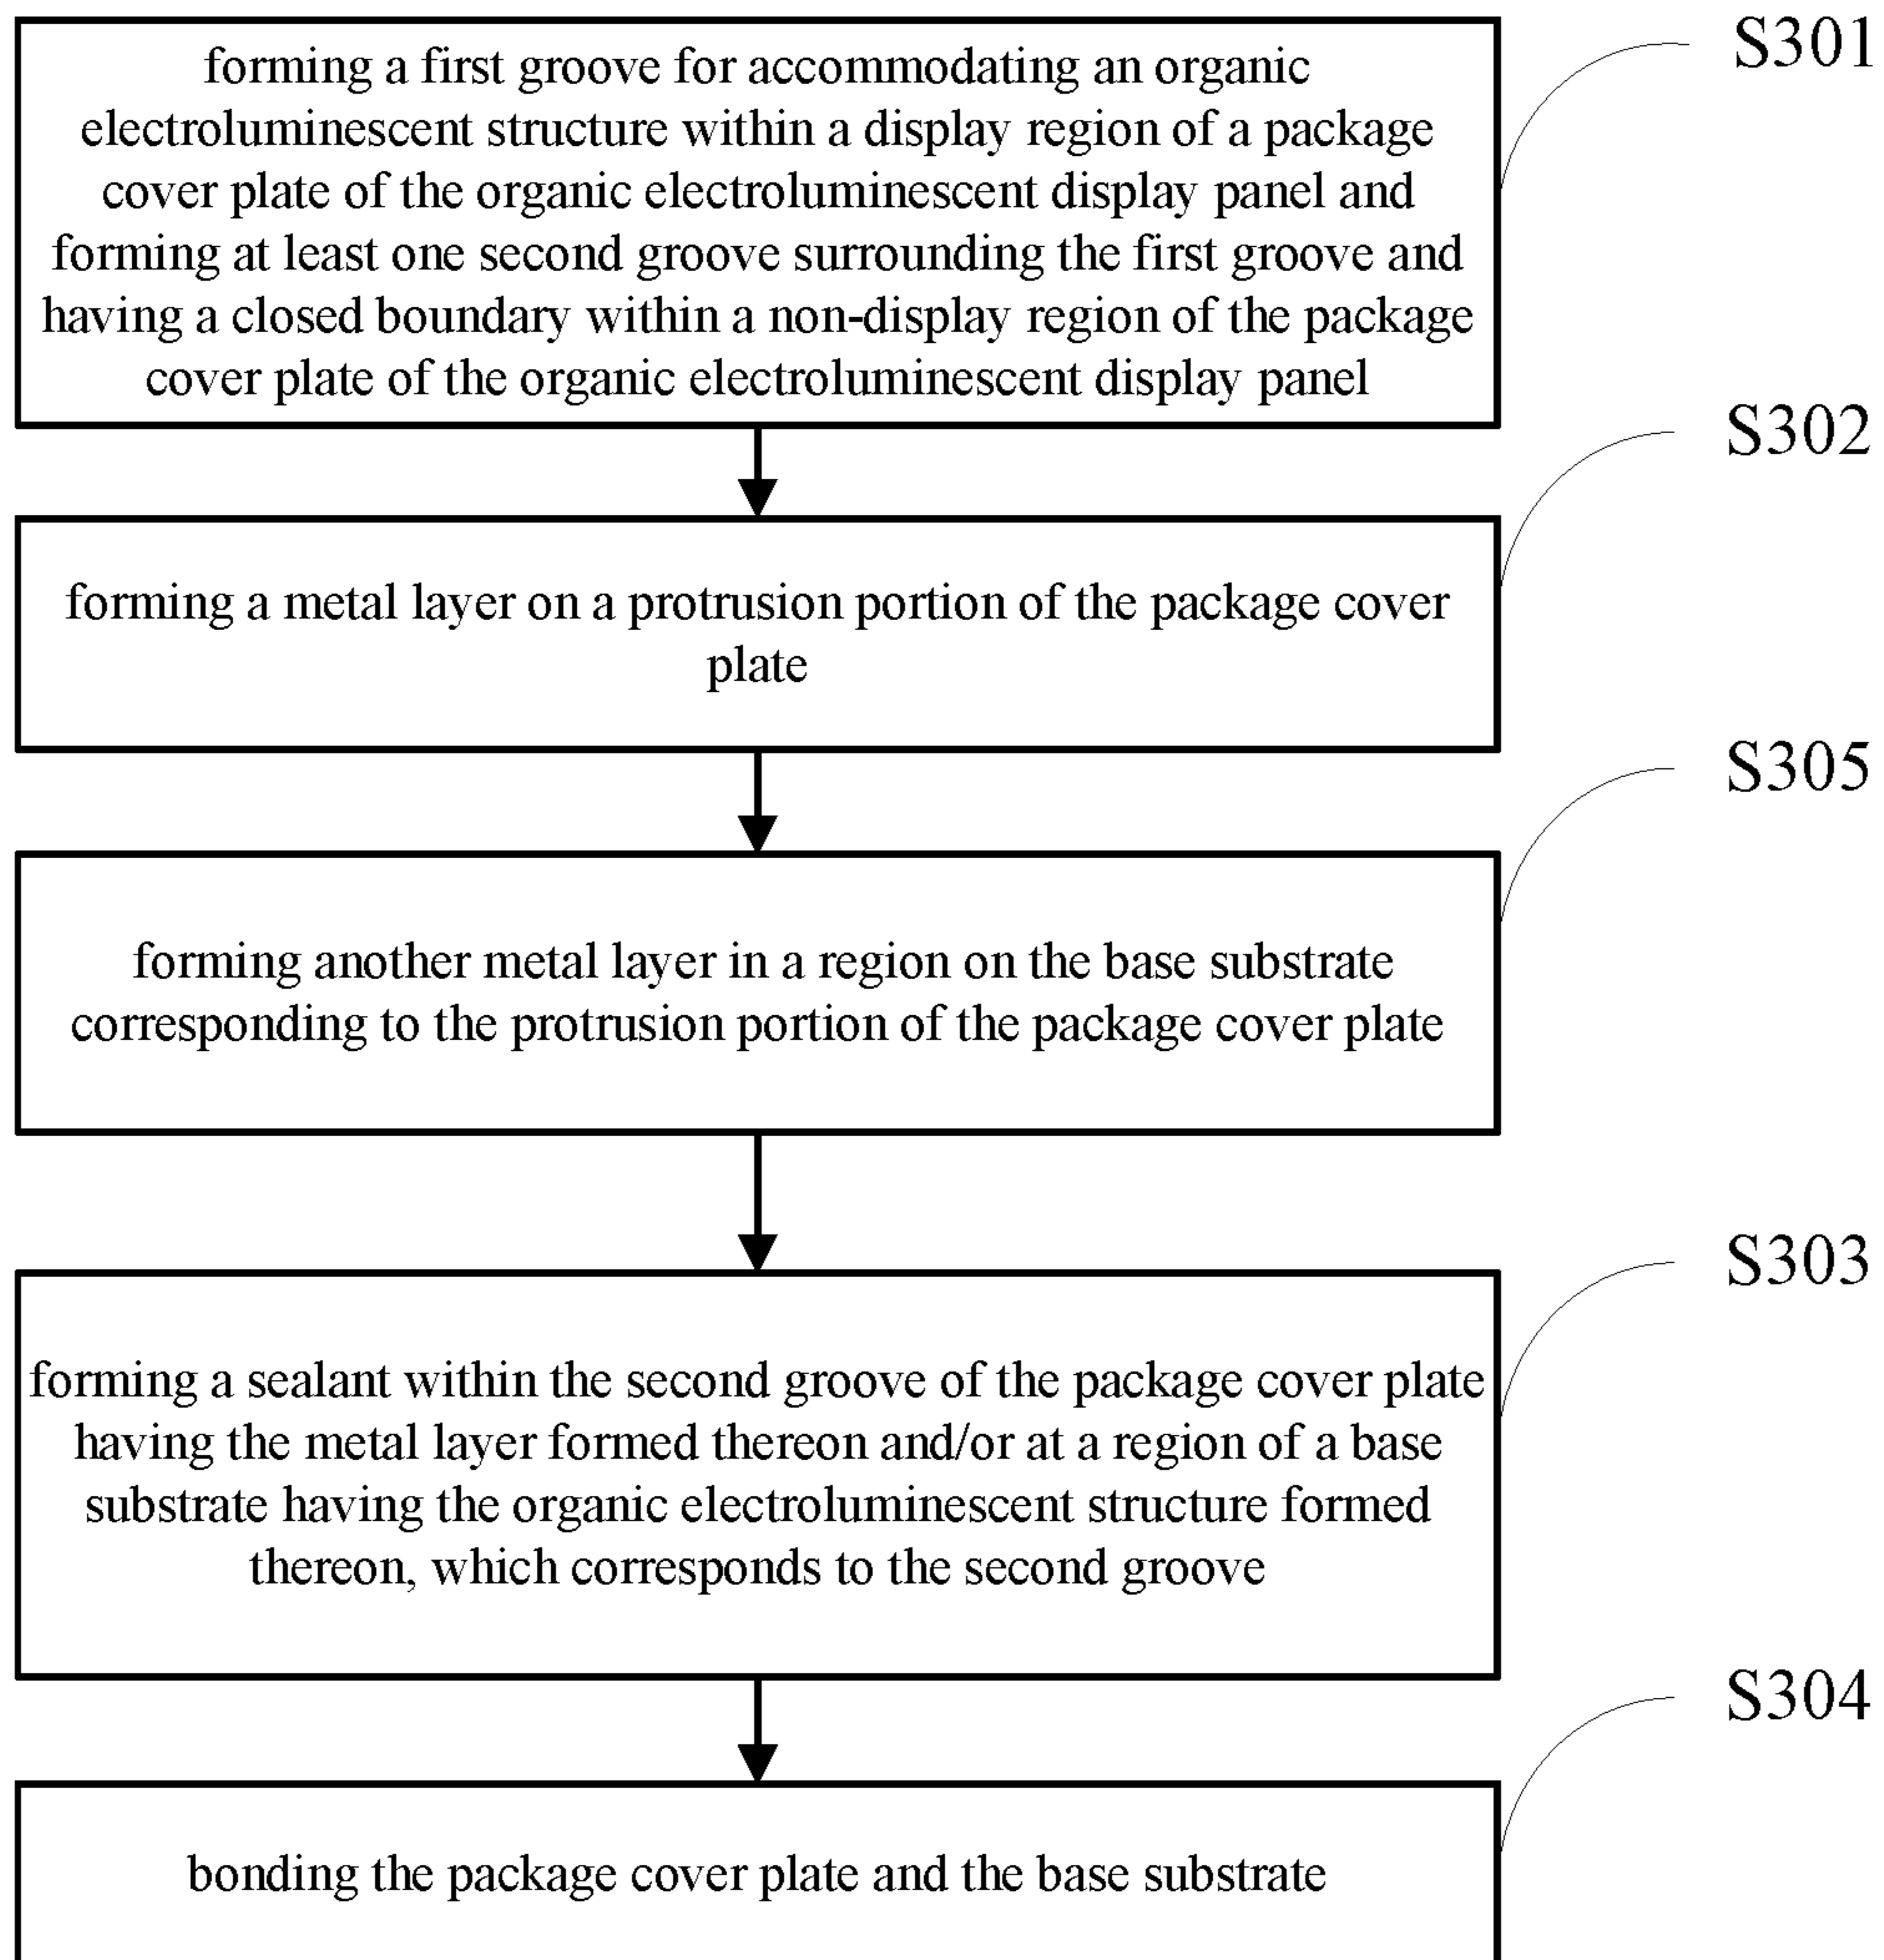 S301
forming a first groove for accommodating an organic
electroluminescent structure within a display region of a package
cover plate of the organic electroluminescent display panel and
forming at least one second groove surrounding the first groove and
having a closed boundary within a non-display region of the package
cover plate of the organic electroluminescent display panel
S302
forming a metal layer on a protrusion portion of the package cover
plate
S305
forming another metal layer in a region on the base substrate
corresponding to the protrusion portion of the package cover plate
S303
forming a sealant within the second groove of the package cover plate
having the metal layer formed thereon and/or at a region of a base
substrate having the organic electroluminescent structure formed
thereon, which corresponds to the second groove
S304
bonding the package cover plate and the base substrate